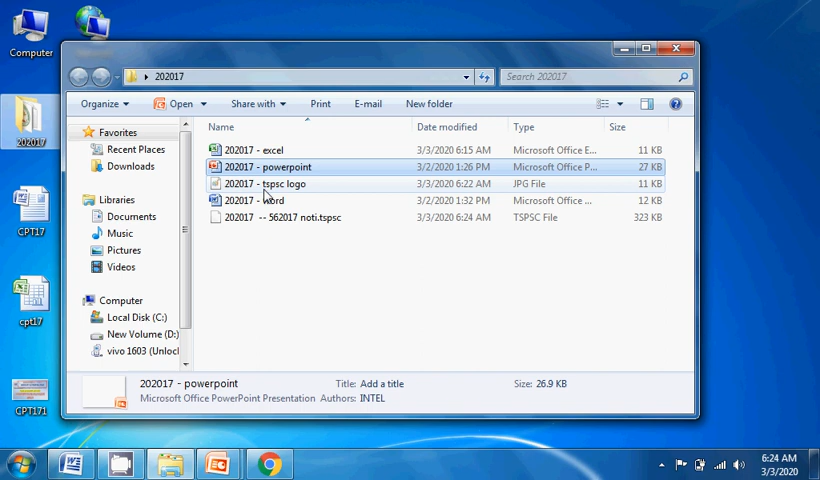 Computer
202017
CPT17
cpt17
CPT171
202017
Search 202017
Organize
Open
Share with
Print
E-mail
New folder
Name
Date modified
Type
Size
202017 - excel
3/3/2020 6:15 AM
Microsoft Office E...
11 KB
202017 - powerpoint
3/2/2020 1:26 PM
Microsoft Office P...
27 KB
202017 - tspsc logo
3/3/2020 6:22 AM
JPG File
11 KB
202017 - word
3/2/2020 1:32 PM
Microsoft Office ...
12 KB
202017 -- 562017 noti.tspsc
3/3/2020 6:24 AM
TSPSC File
323 KB
Favorites
Recent Places
Downloads
Libraries
Documents
Music
Pictures
Videos
Computer
Local Disk (C:)
New Volume (D:)
vivo 1603 (Unlocl
202017 - powerpoint
Title: Add a title
Size: 26.9 KB
Microsoft Office PowerPoint Presentation
Authors: INTEL
6:24 AM
3/3/2020